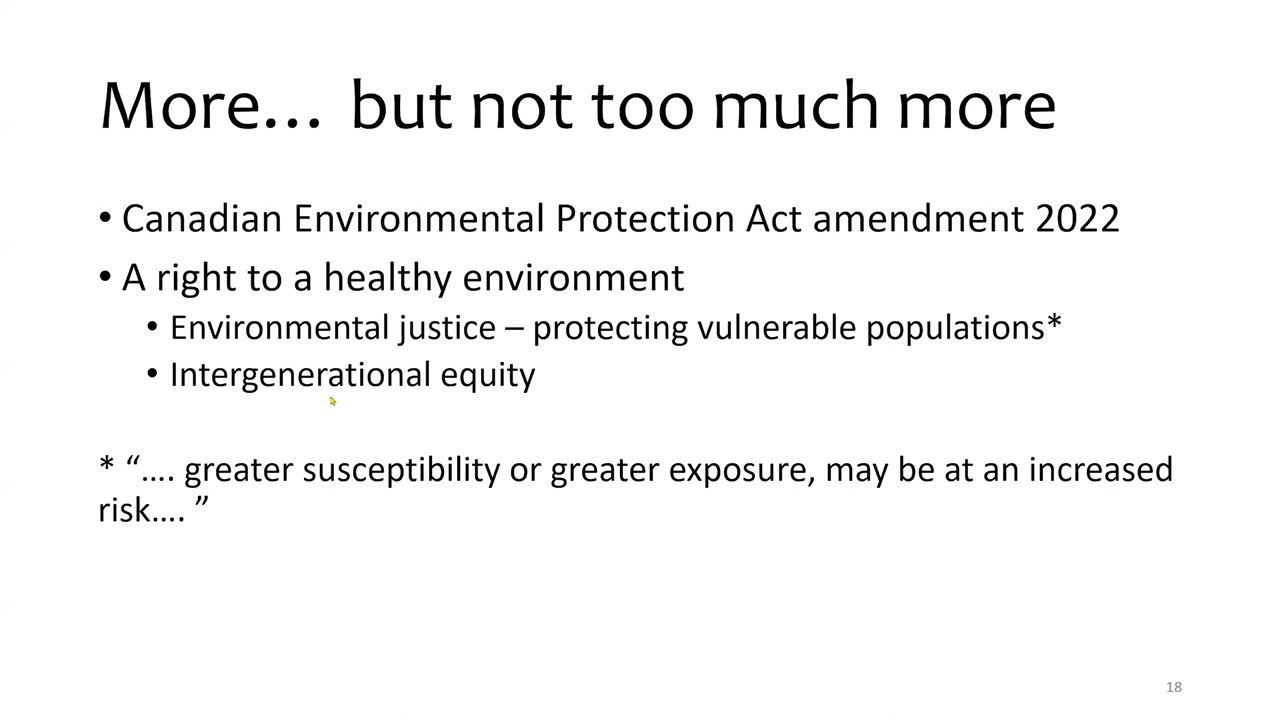 More… but not too much more
• Canadian Environmental Protection Act amendment 2022
• A right to a healthy environment
• Environmental justice – protecting vulnerable populations*
• Intergenerational equity
* “…. greater susceptibility or greater exposure, may be at an increased
risk…. ”
18